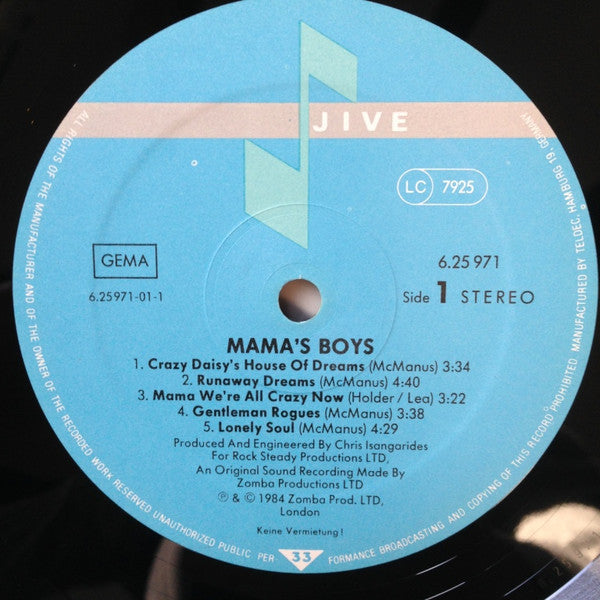 JIVE
LC 7925
GEMA
6.25971-01-1
6.25 971
Side 1 STEREO
MAMA'S BOYS
1. Crazy Daisy's House Of Dreams (McManus) 3:34
2. Runaway Dreams (McManus) 4:40
3. Mama We're All Crazy Now (Holder / Lea) 3:22
4. Gentleman Rogues (McManus) 3:38
5. Lonely Soul (McManus) 4:29
Produced And Engineered By Chris Isangarides
For Rock Steady Productions LTD,
An Original Sound Recording Made By
Zomba Productions LTD
℗ & © 1984 Zomba Prod. LTD,
London
Keine Vermietung!
33
ALL RIGHTS OF THE MANUFACTURER AND OF THE OWNER OF THE RECORDED WORK RESERVED UNAUTHORIZED PUBLIC PERFORMANCE BROADCASTING AND COPYING OF THIS RECORD PROHIBITED MANUFACTURED BY TELDEC, HAMBURG 19, GERMANY